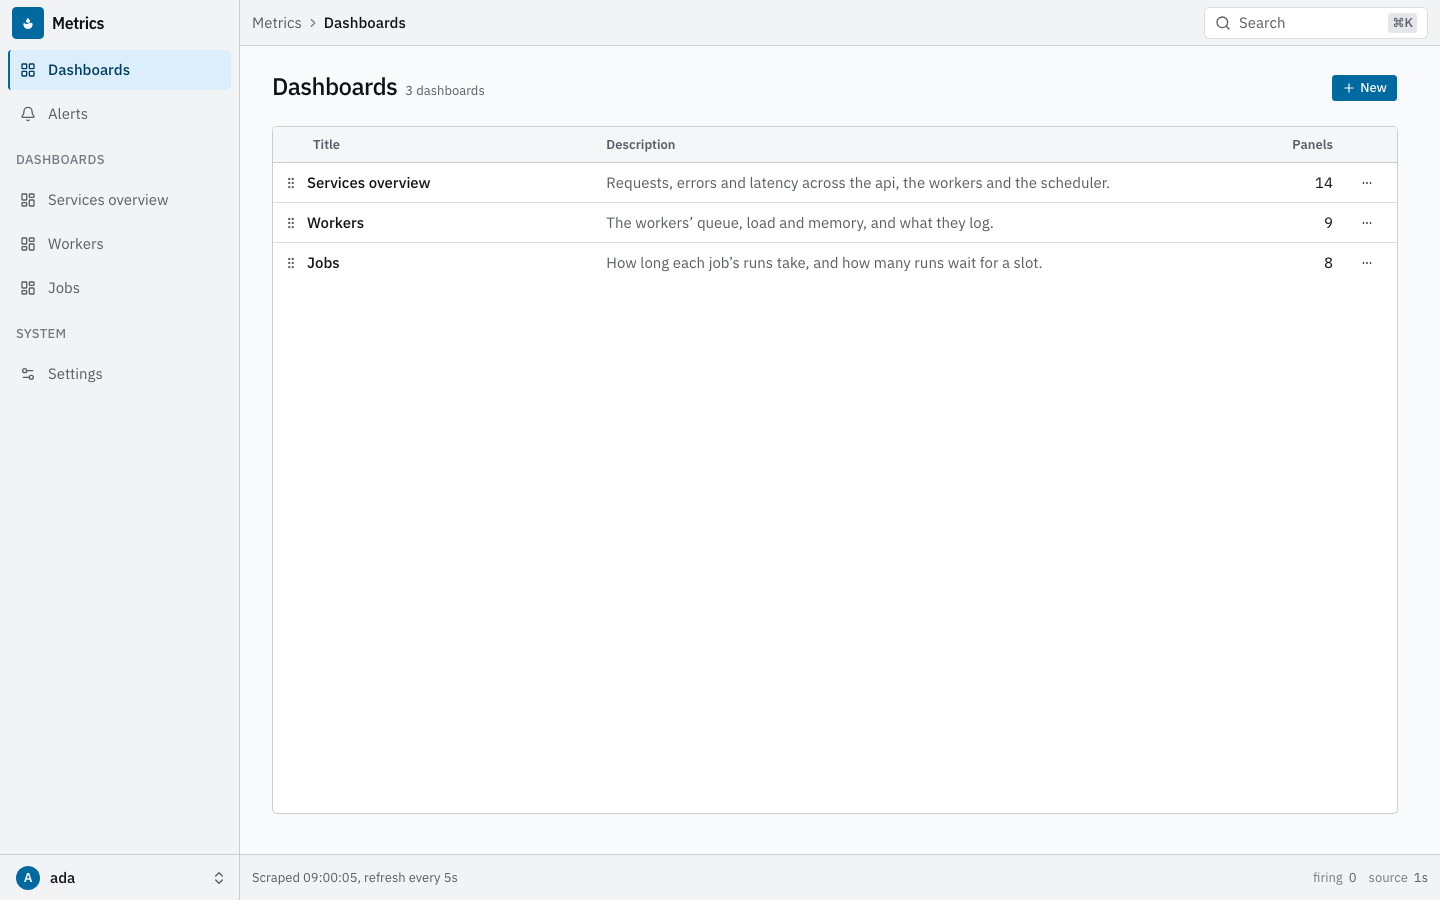 Metrics
Metrics > Dashboards
Search ⌘K
Dashboards
Alerts
DASHBOARDS
Services overview
Workers
Jobs
SYSTEM
Settings
Dashboards 3 dashboards
+ New
Title Description Panels
Services overview Requests, errors and latency across the api, the workers and the scheduler. 14 ···
Workers The workers’ queue, load and memory, and what they log. 9 ···
Jobs How long each job’s runs take, and how many runs wait for a slot. 8 ···
A ada
Scraped 09:00:05, refresh every 5s
firing 0 source 1s